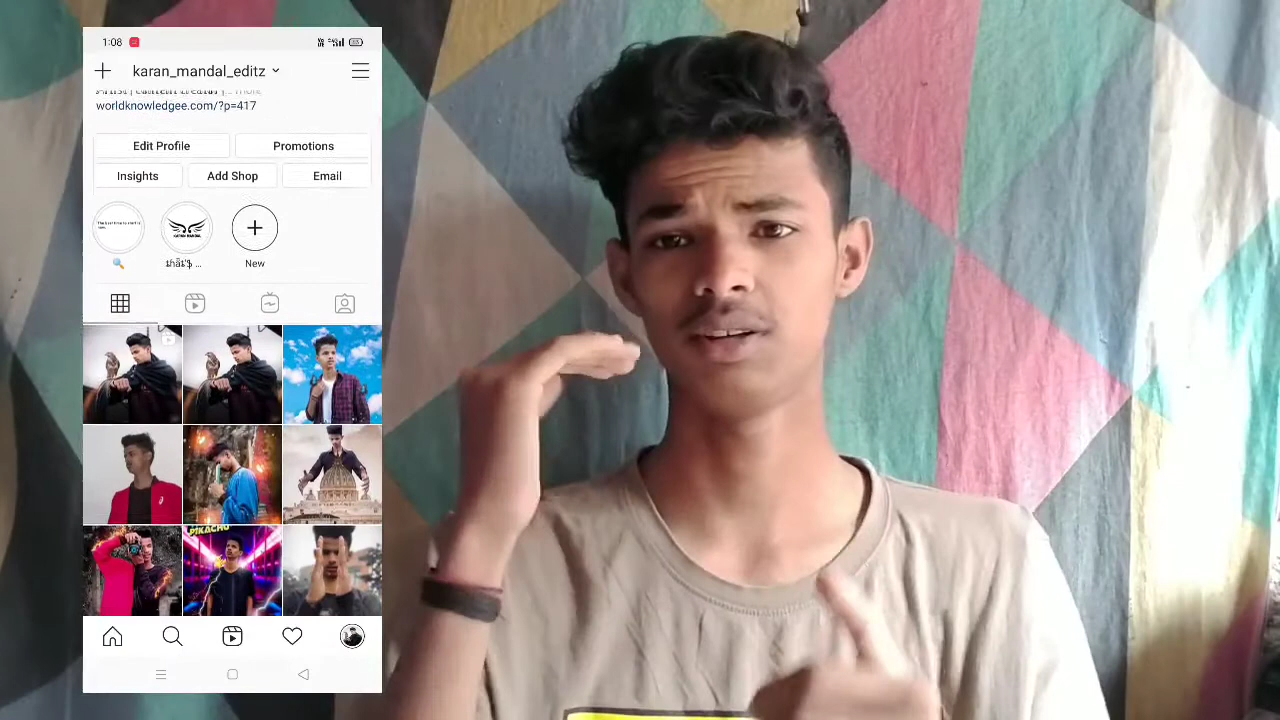 1:08
karan_mandal_editz
worldknowledgee.com/?p=417
Edit Profile
Promotions
Insights
Add Shop
Email
New
PIKACHU